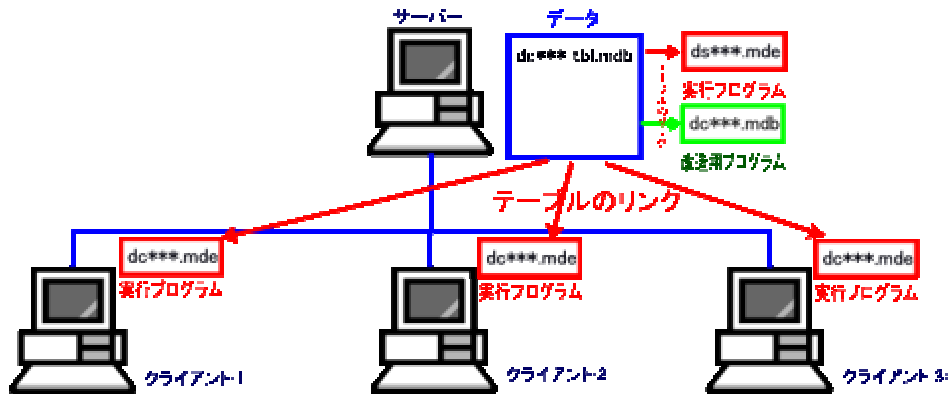 サーバー
データ
dc***_tbl.mdb
ds***.mde
実行プログラム
dc***.mdb
プログラム
テーブルのリンク
dc***.mde
実行プログラム
dc***.mde
実行プログラム
dc***.mde
実行プログラム
クライアント1
クライアント2
クライアント3